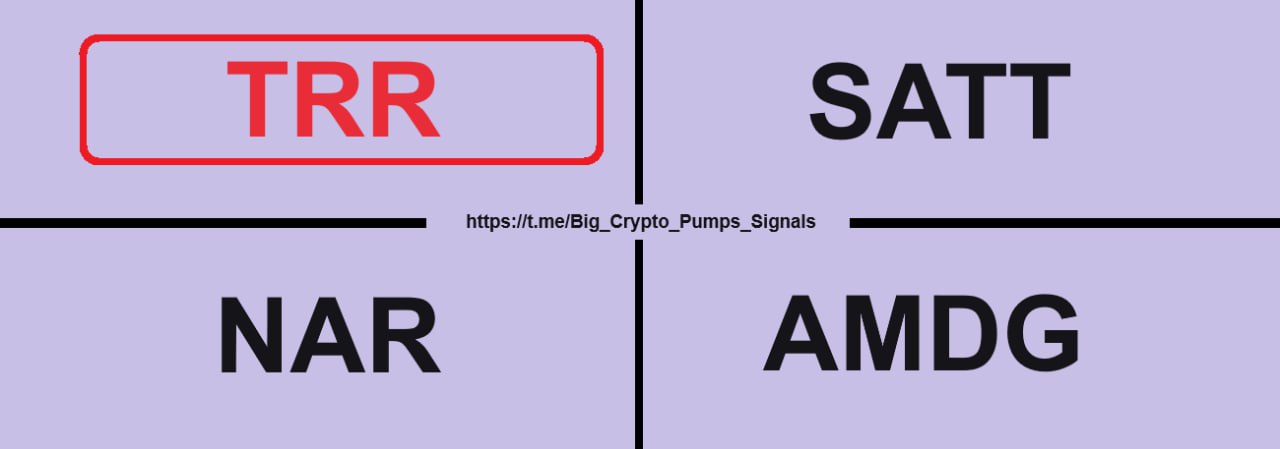 TRR
SATT
https://t.me/Big_Crypto_Pumps_Signals
NAR
AMDG